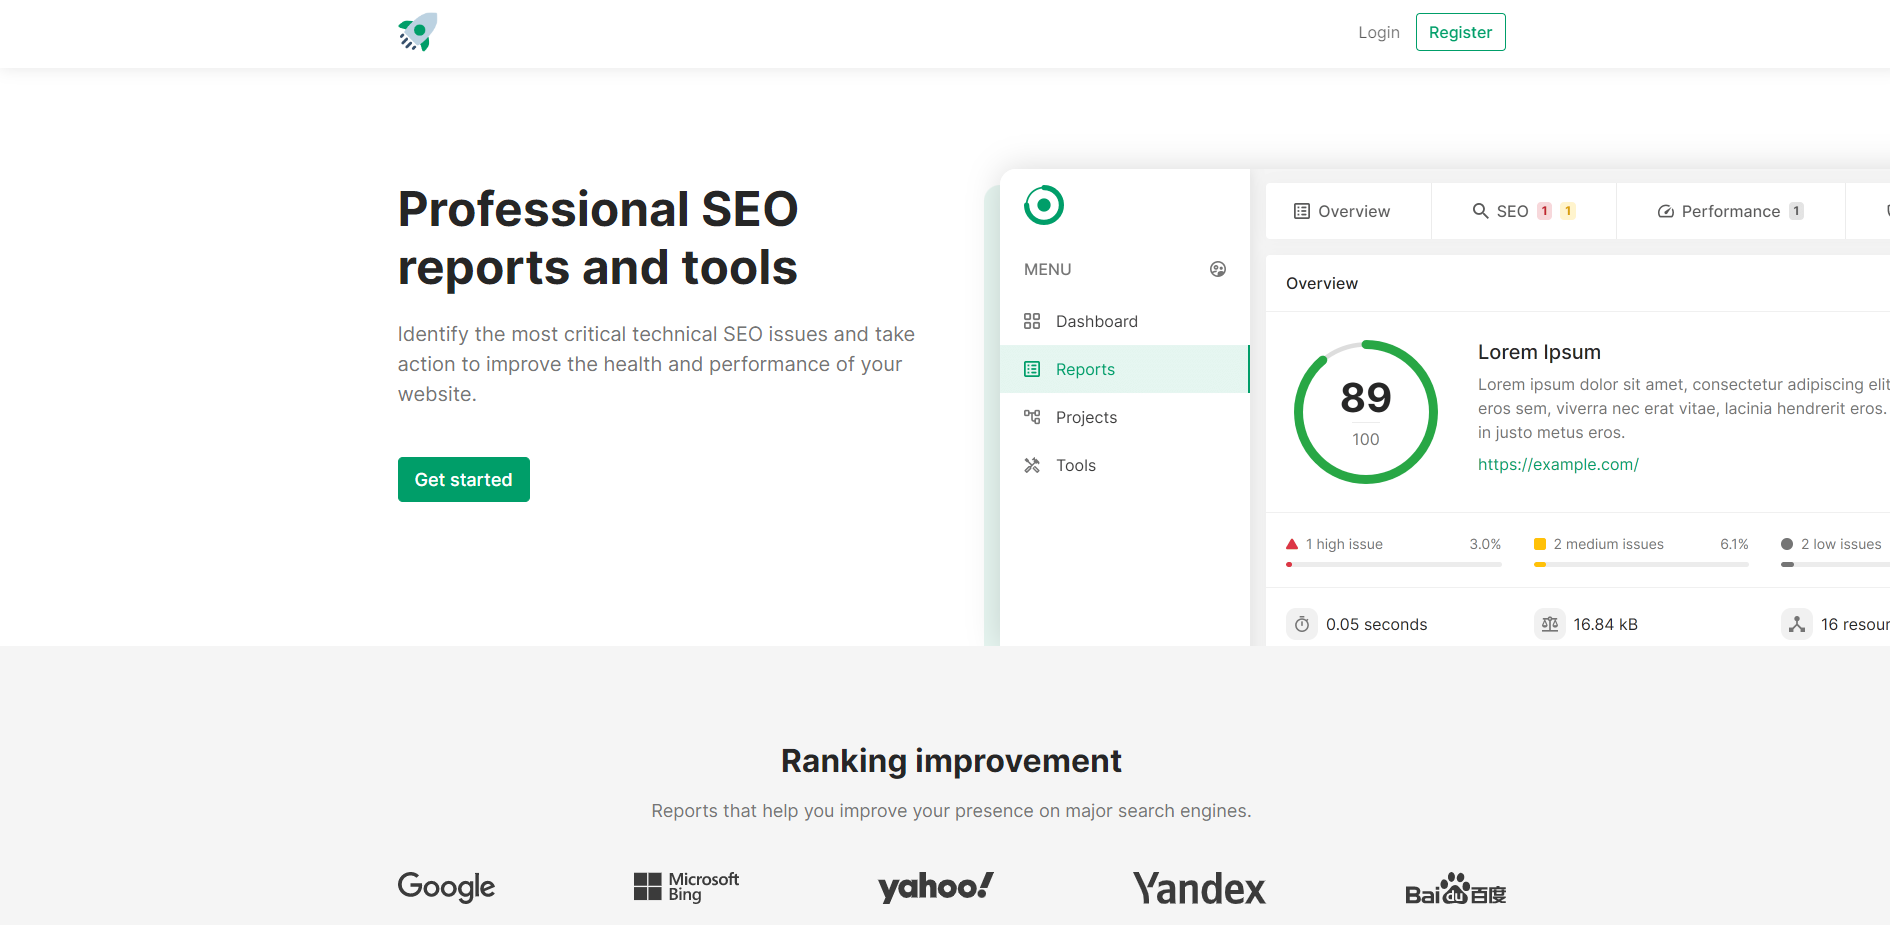 Login
Register
Professional SEO
reports and tools
Identify the most critical technical SEO issues and take
action to improve the health and performance of your
website.
Get started
MENU
Dashboard
Reports
Projects
Tools
Overview
SEO 1 1
Performance 1
Overview
89
100
Lorem Ipsum
Lorem ipsum dolor sit amet, consectetur adipiscing elit
eros sem, viverra nec erat vitae, lacinia hendrerit eros.
in justo metus eros.
https://example.com/
1 high issue 3.0%
2 medium issues 6.1%
2 low issues
0.05 seconds
16.84 kB
16 resour
Ranking improvement
Reports that help you improve your presence on major search engines.
Google
Microsoft
Bing
yahoo!
Yandex
Bai du 百度